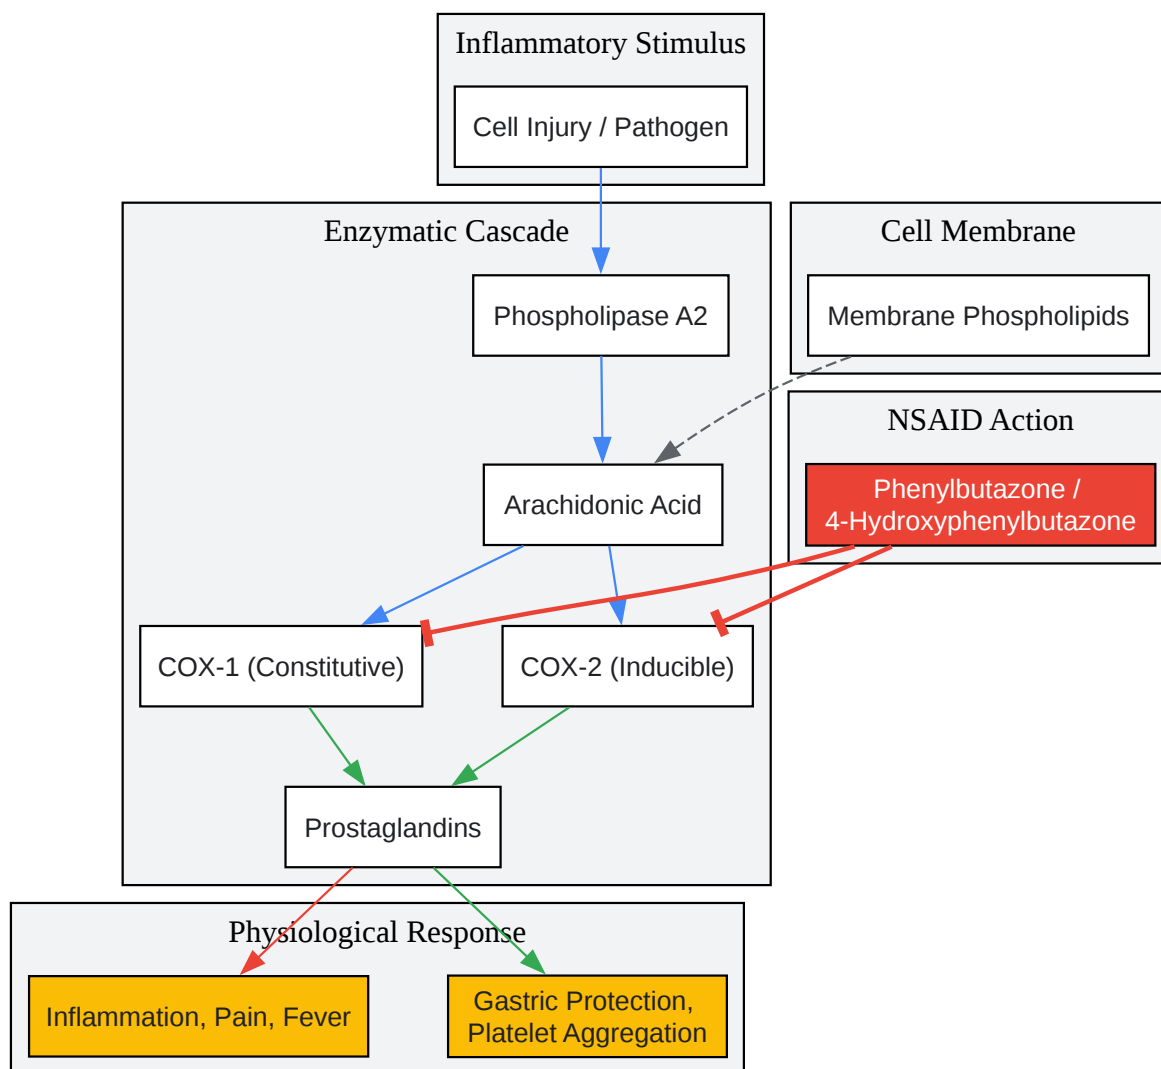 Inflammatory Stimulus
Cell Injury / Pathogen
Enzymatic Cascade
Cell Membrane
Phospholipase A2
Membrane Phospholipids
NSAID Action
Arachidonic Acid
Phenylbutazone /
4-Hydroxyphenylbutazone
COX-1 (Constitutive)
COX-2 (Inducible)
Prostaglandins
Physiological Response
Inflammation, Pain, Fever
Gastric Protection,
Platelet Aggregation